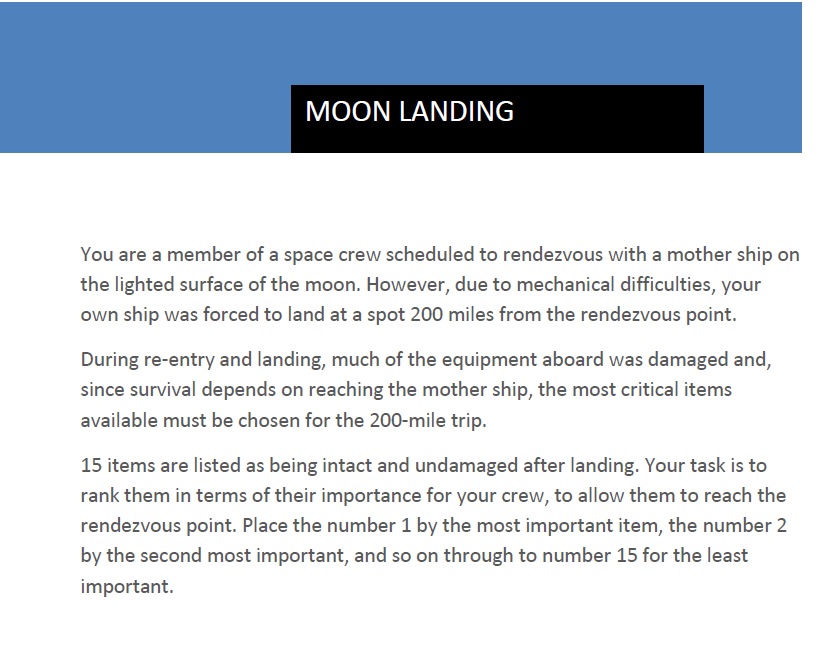 MOON LANDING
You are a member of a space crew scheduled to rendezvous with a mother ship on
the lighted surface of the moon. However, due to mechanical difficulties, your
own ship was forced to land at a spot 200 miles from the rendezvous point.
During re-entry and landing, much of the equipment aboard was damaged and,
since survival depends on reaching the mother ship, the most critical items
available must be chosen for the 200-mile trip.
15 items are listed as being intact and undamaged after landing. Your task is to
rank them in terms of their importance for your crew, to allow them to reach the
rendezvous point. Place the number 1 by the most important item, the number 2
by the second most important, and so on through to number 15 for the least
important.